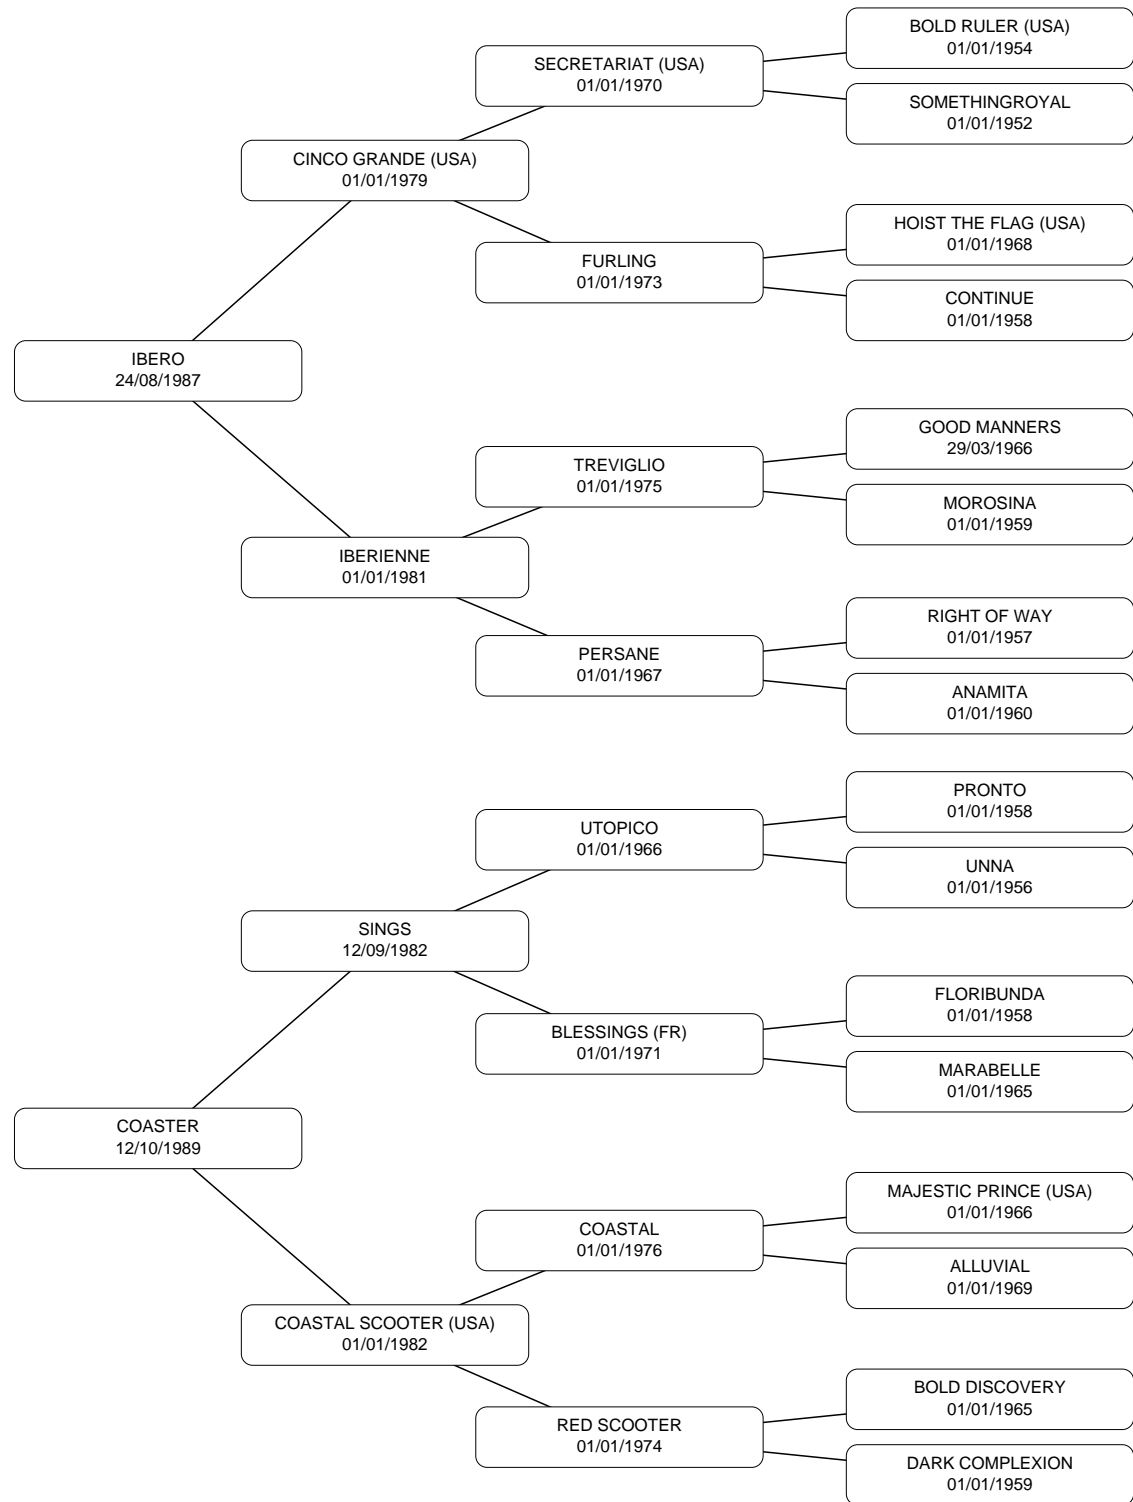 BOLD RULER (USA)
01/01/1954
SECRETARIAT (USA)
01/01/1970
SOMETHINGROYAL
01/01/1952
CINCO GRANDE (USA)
01/01/1979
HOIST THE FLAG (USA)
01/01/1968
FURLING
01/01/1973
CONTINUE
01/01/1958
IBERO
24/08/1987
GOOD MANNERS
29/03/1966
TREVIGLIO
01/01/1975
MOROSINA
01/01/1959
IBERIENNE
01/01/1981
RIGHT OF WAY
01/01/1957
PERSANE
01/01/1967
ANAMITA
01/01/1960
PRONTO
01/01/1958
UTOPICO
01/01/1966
UNNA
01/01/1956
SINGS
12/09/1982
FLORIBUNDA
01/01/1958
BLESSINGS (FR)
01/01/1971
MARABELLE
01/01/1965
COASTER
12/10/1989
MAJESTIC PRINCE (USA)
01/01/1966
COASTAL
01/01/1976
ALLUVIAL
01/01/1969
COASTAL SCOOTER (USA)
01/01/1982
BOLD DISCOVERY
01/01/1965
RED SCOOTER
01/01/1974
DARK COMPLEXION
01/01/1959